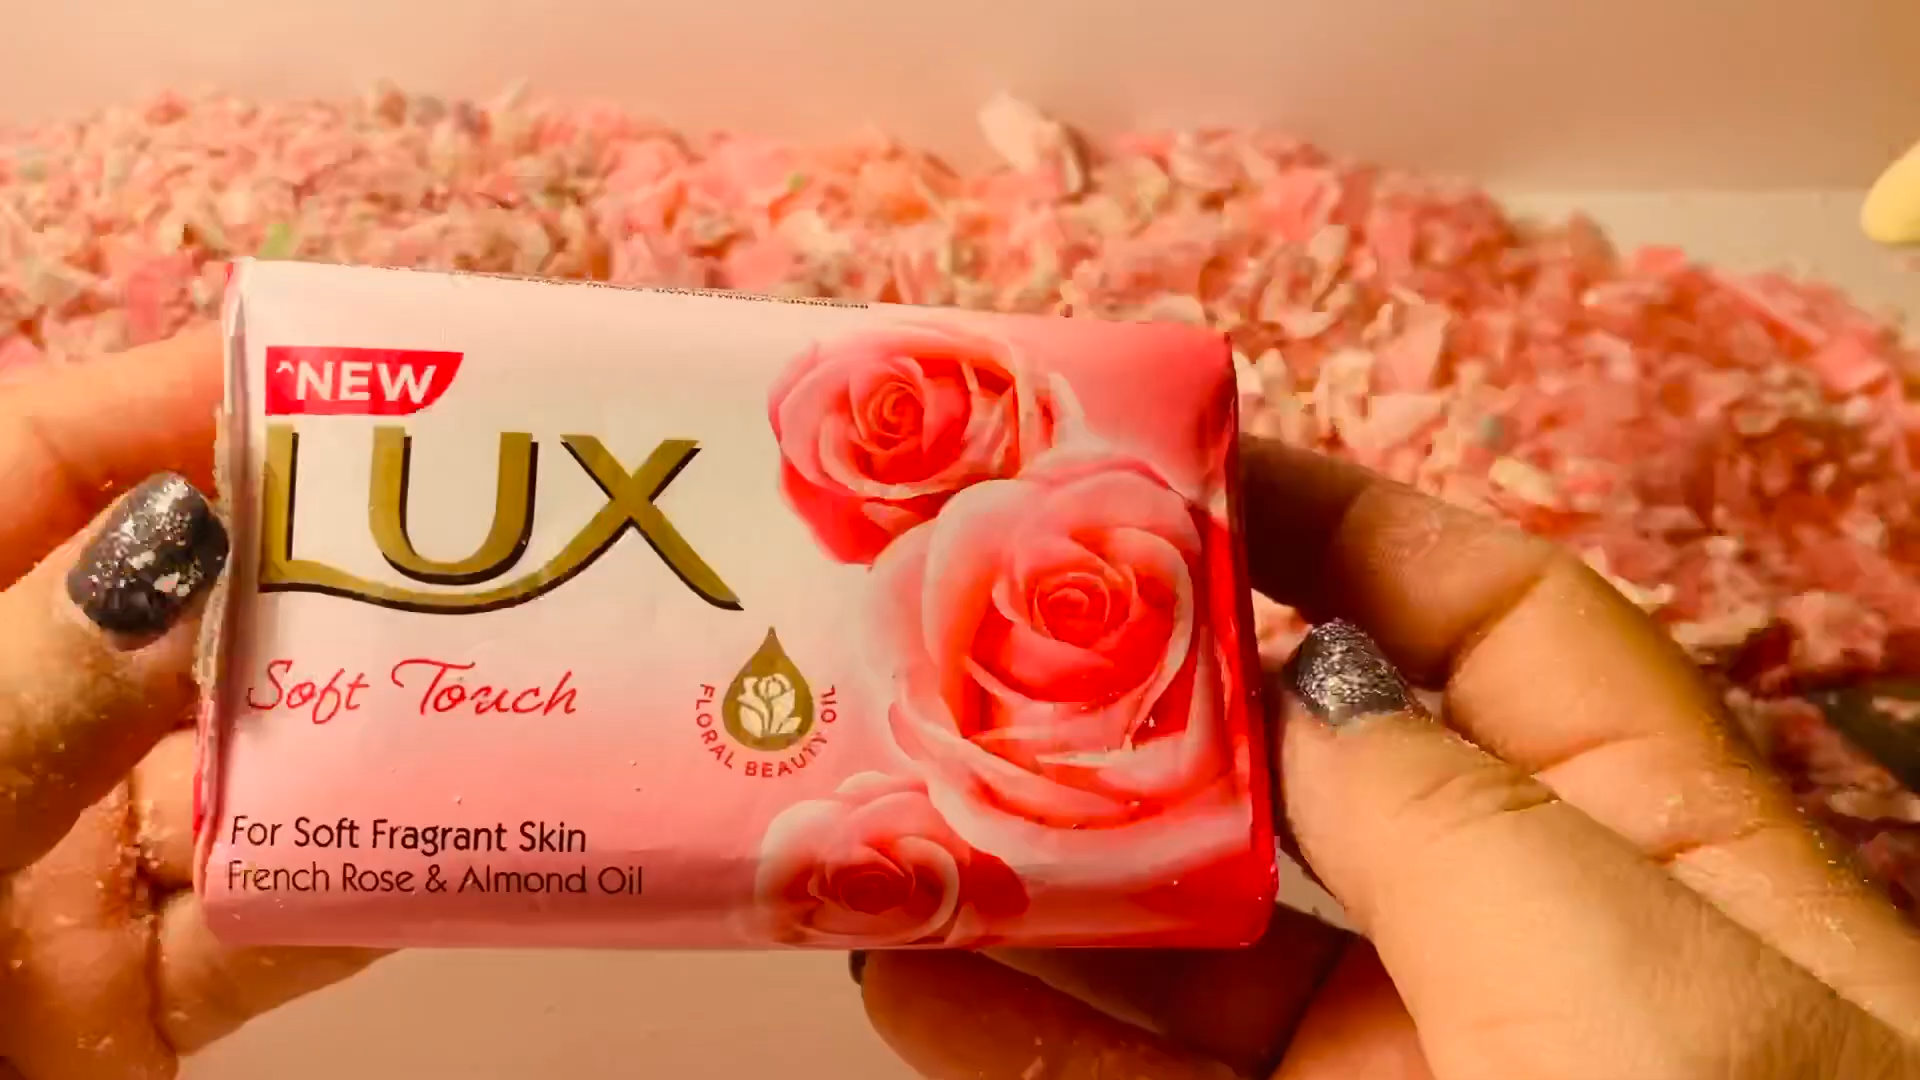 ^NEW
LUX
Soft Touch
FLORAL BEAUTY OIL
For Soft Fragrant Skin
French Rose & Almond Oil